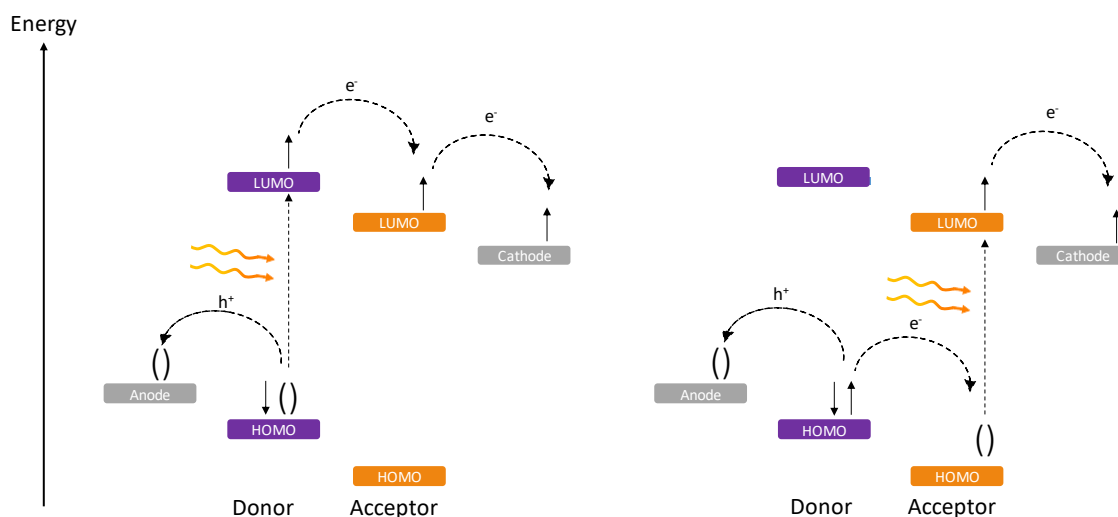 Energy
e-
e-
LUMO
LUMO
Cathode
h+
()
Anode
()
HOMO
HOMO
Donor
Acceptor
e-
LUMO
LUMO
Cathode
h+
e-
()
Anode
HOMO
()
HOMO
Donor
Acceptor